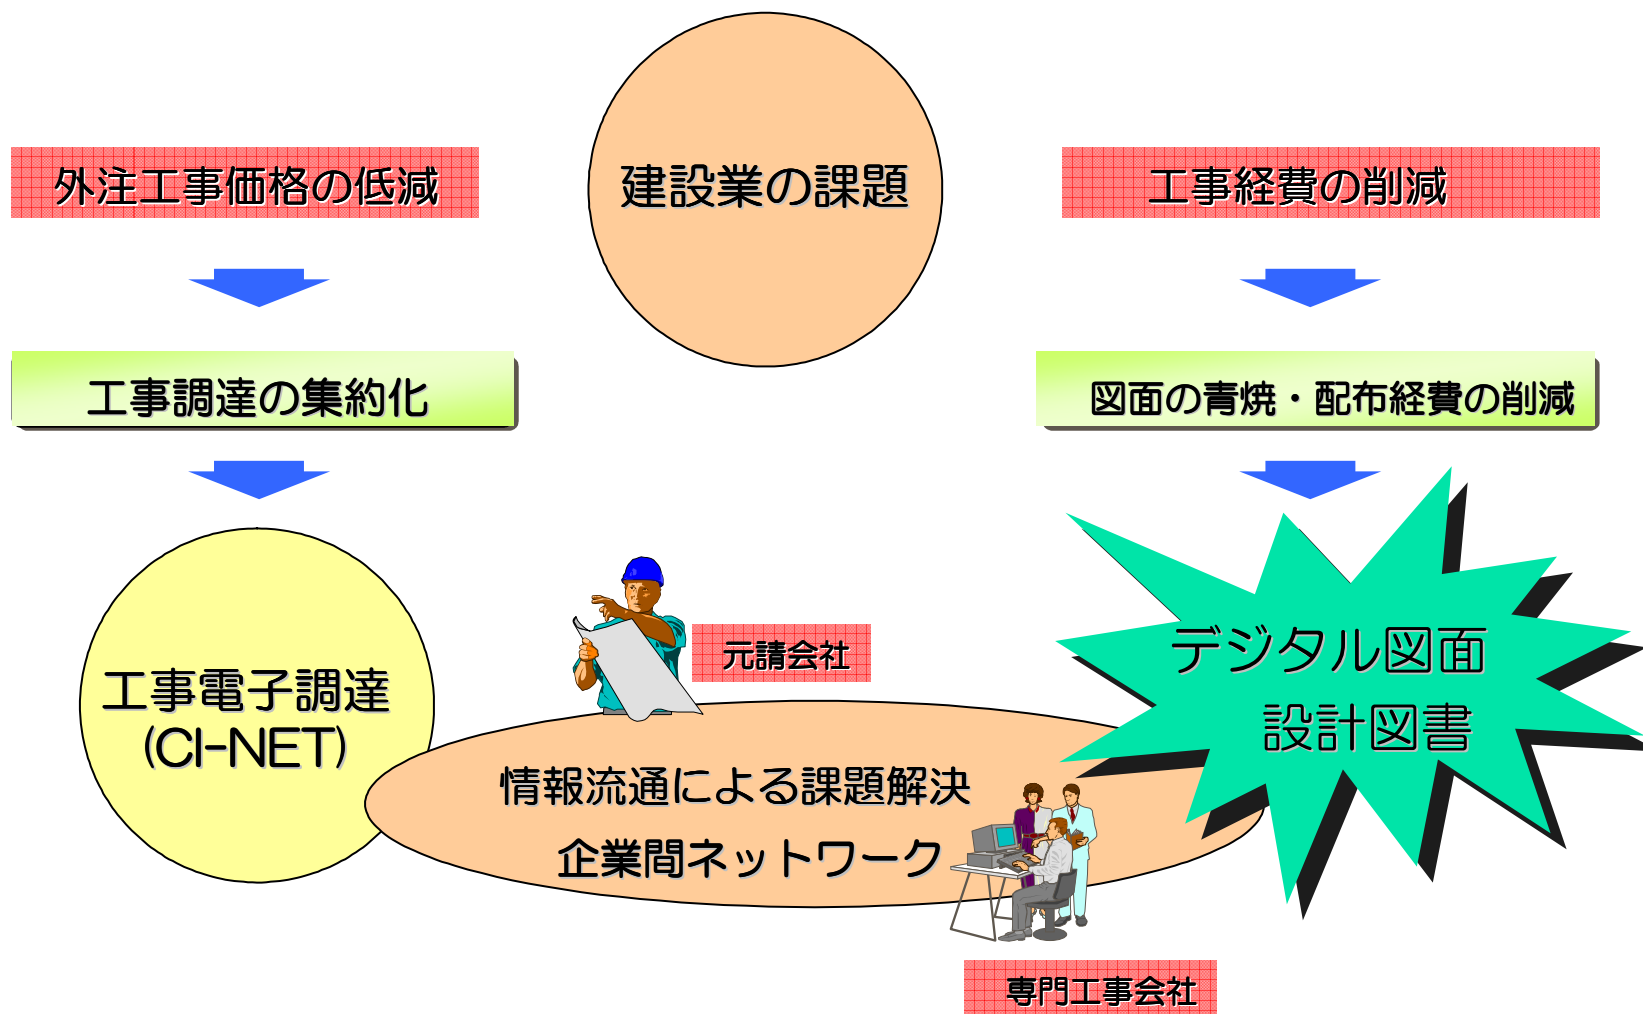 建設業の課題
外注工事価格の低減
工事経費の削減
工事調達の集約化
図面の青焼・配布経費の削減
工事電子調達
(CI-NET)
元請会社
デジタル図面
設計図書
情報流通による課題解決
企業間ネットワーク
専門工事会社